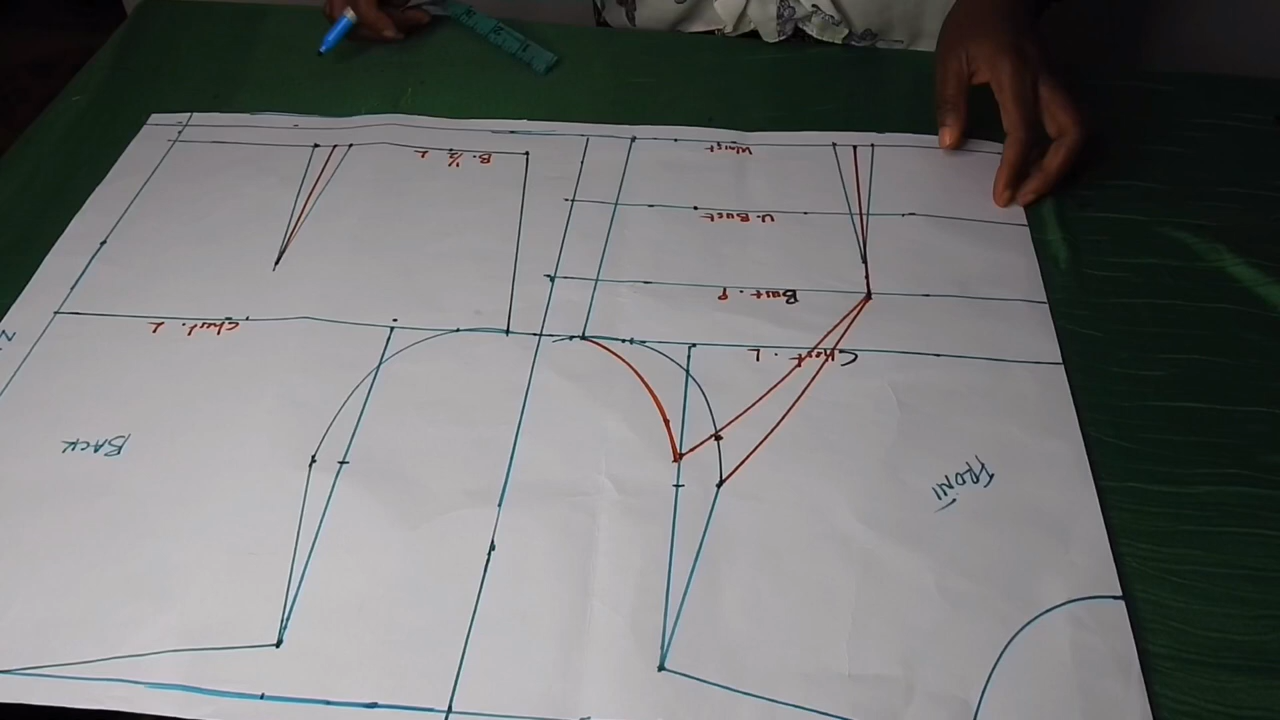 B. ½ L
Waist
U. Bust
Bust. P
Chest. L
Chest. L
BACK
FRONT